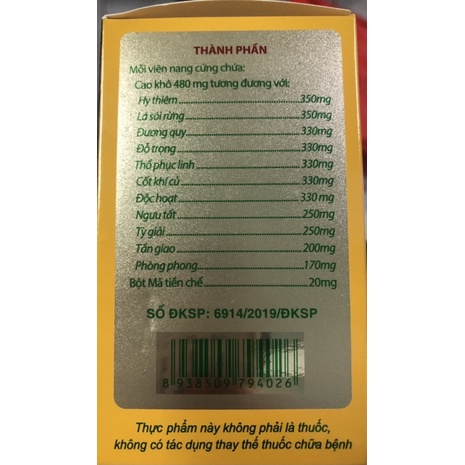 THÀNH PHẦN
Mỗi viên nang cứng chứa:
Cao khô 480 mg tương đương với:
Hy thiêm........350mg
Lá sói rừng........350mg
Đương quy........330mg
Đỗ trọng........330mg
Thổ phục linh........330mg
Cốt khí củ........330mg
Độc hoạt........330 mg
Ngưu tất........250mg
Tỳ giải........250mg
Tần giao........200mg
Phòng phong........170mg
Bột Mã tiền chế........20mg
SỐ ĐKSP: 6914/2019/ĐKSP
8 938509 794026
Thực phẩm này không phải là thuốc,
không có tác dụng thay thế thuốc chữa bệnh